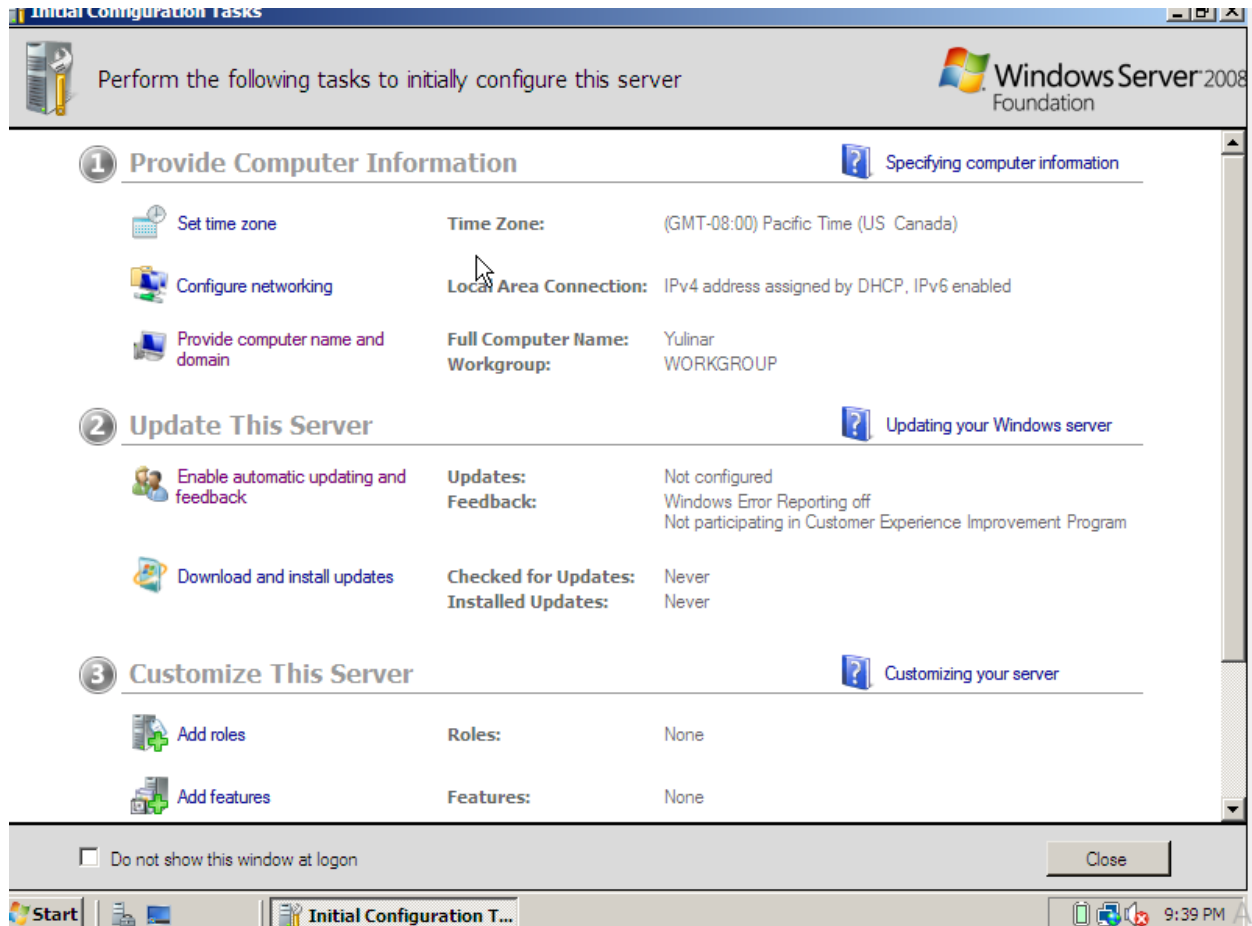 Initial Configuration Tasks
Perform the following tasks to initially configure this server
Windows Server 2008
Foundation
1 Provide Computer Information
Specifying computer information
Set time zone Time Zone: (GMT-08:00) Pacific Time (US Canada)
Configure networking Local Area Connection: IPv4 address assigned by DHCP, IPv6 enabled
Provide computer name and domain
Full Computer Name: Yulinar
Workgroup: WORKGROUP
2 Update This Server
Updating your Windows server
Enable automatic updating and feedback
Updates: Not configured
Feedback: Windows Error Reporting off
Not participating in Customer Experience Improvement Program
Download and install updates
Checked for Updates: Never
Installed Updates: Never
3 Customize This Server
Customizing your server
Add roles Roles: None
Add features Features: None
Do not show this window at logon
Close
Start
Initial Configuration T...
9:39 PM
A